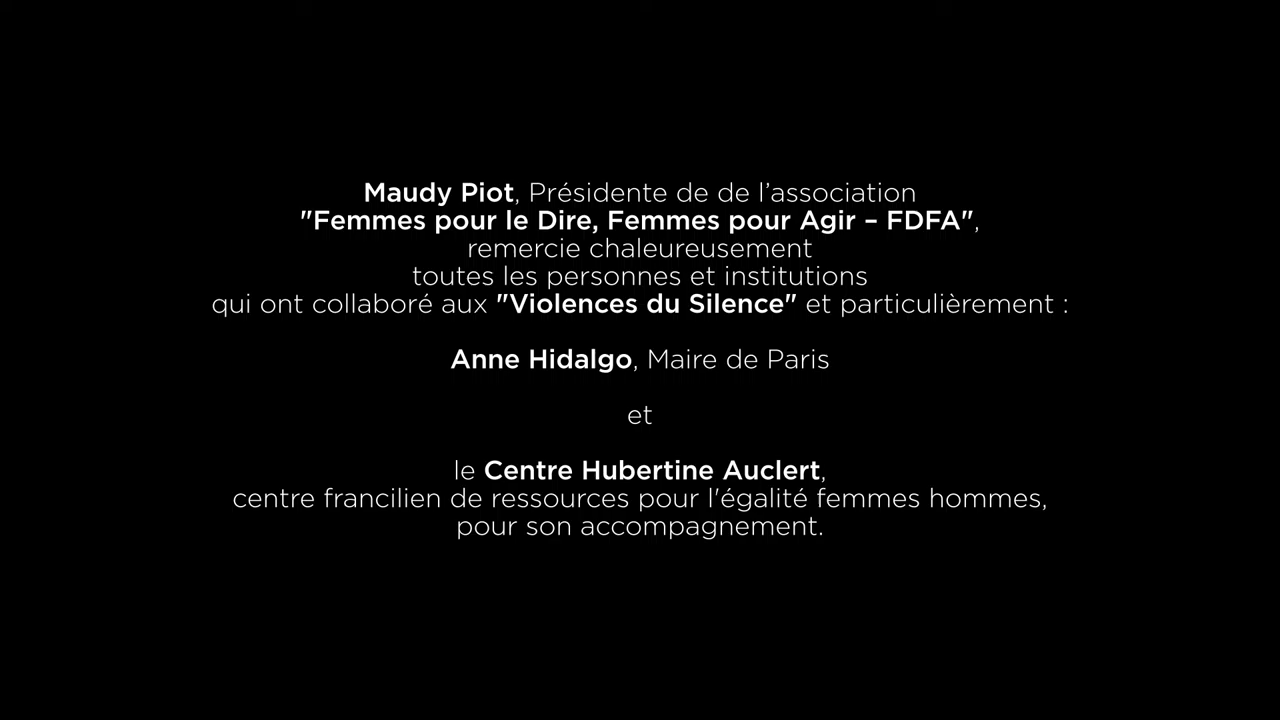 Maudy Piot, Présidente de de l’association
"Femmes pour le Dire, Femmes pour Agir – FDFA",
remercie chaleureusement
toutes les personnes et institutions
qui ont collaboré aux "Violences du Silence" et particulièrement :
Anne Hidalgo, Maire de Paris
et
le Centre Hubertine Auclert,
centre francilien de ressources pour l'égalité femmes hommes,
pour son accompagnement.